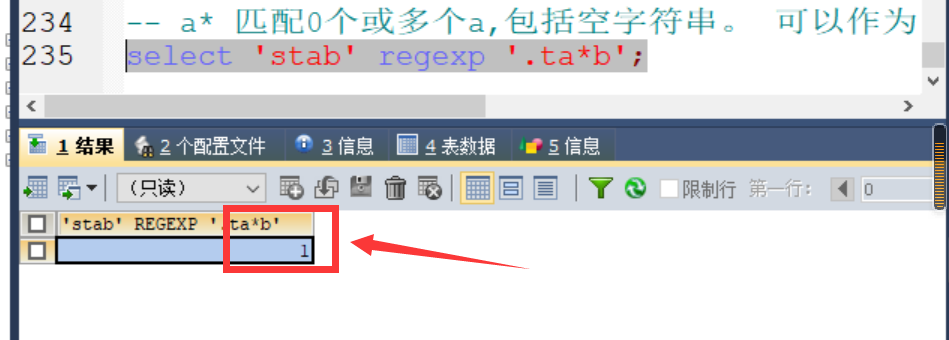 234 -- a* 匹配0个或多个a,包括空字符串。 可以作为
235 select 'stab' regexp '.ta*b';
1 结果 2 个配置文件 3 信息 4 表数据 5 信息
(只读) 限制行 第一行: 0
'stab' REGEXP '.ta*b'
1